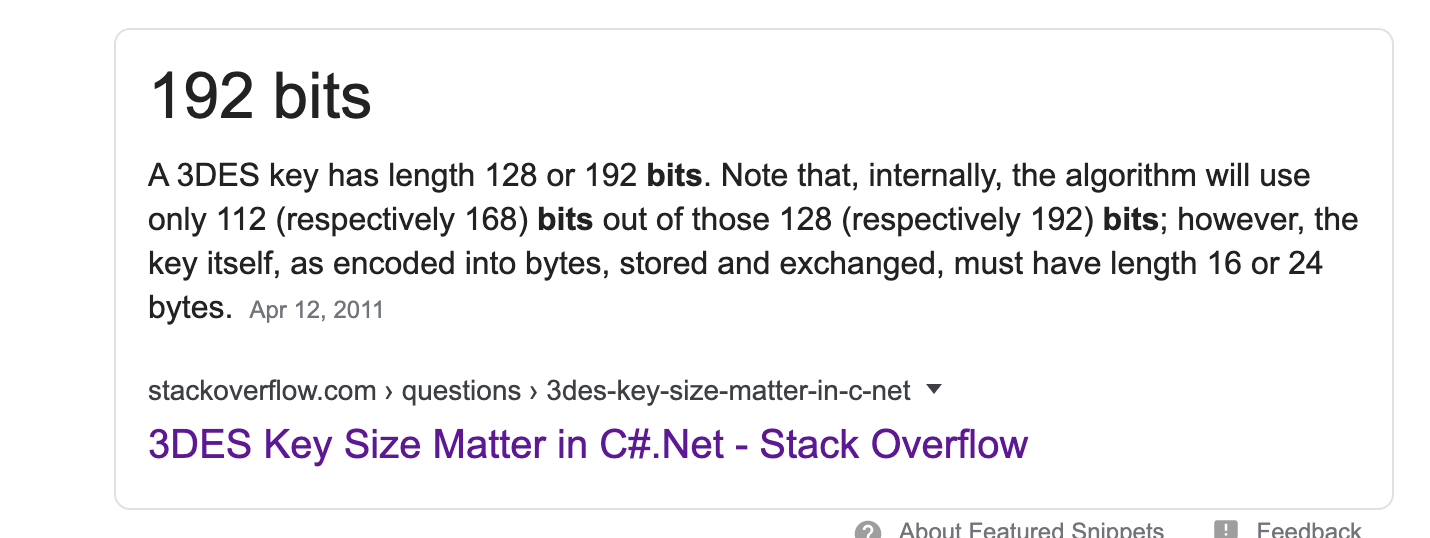 192 bits
A 3DES key has length 128 or 192 bits. Note that, internally, the algorithm will use
only 112 (respectively 168) bits out of those 128 (respectively 192) bits; however, the
key itself, as encoded into bytes, stored and exchanged, must have length 16 or 24
bytes. Apr 12, 2011
stackoverflow.com › questions › 3des-key-size-matter-in-c-net
3DES Key Size Matter in C#.Net - Stack Overflow
About Featured Snippets Feedback